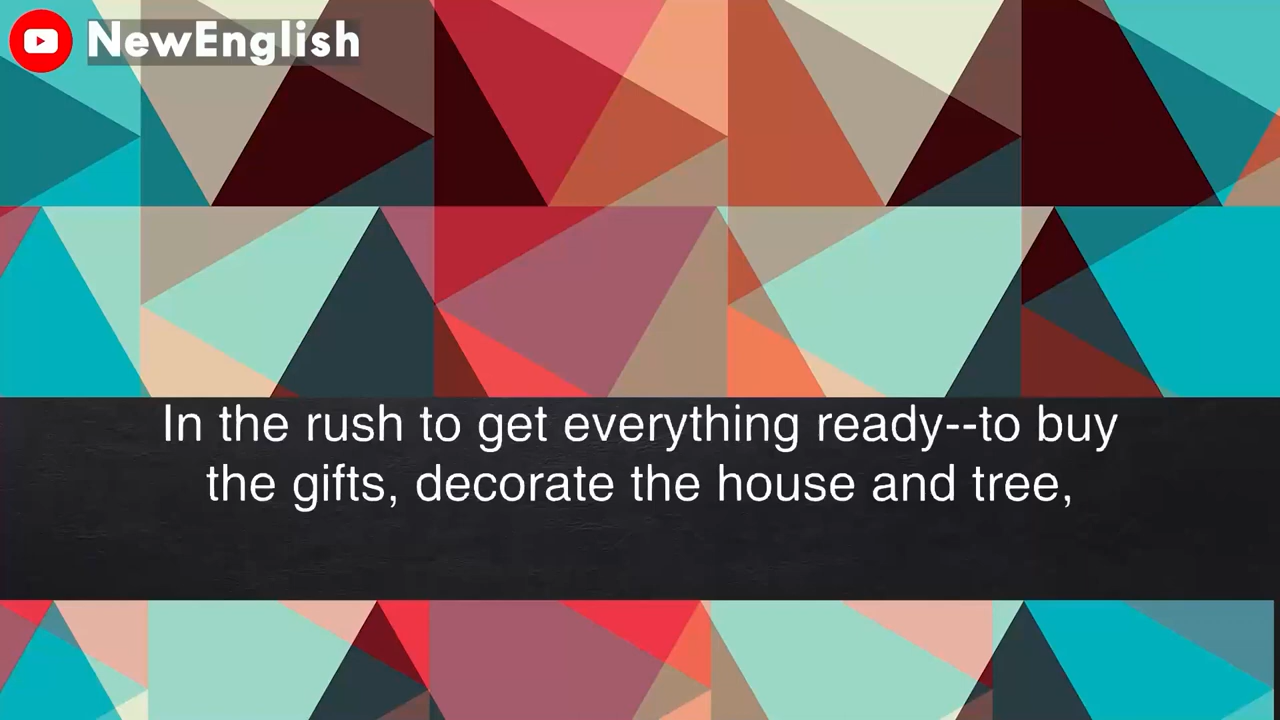 NewEnglish
In the rush to get everything ready--to buy
the gifts, decorate the house and tree,